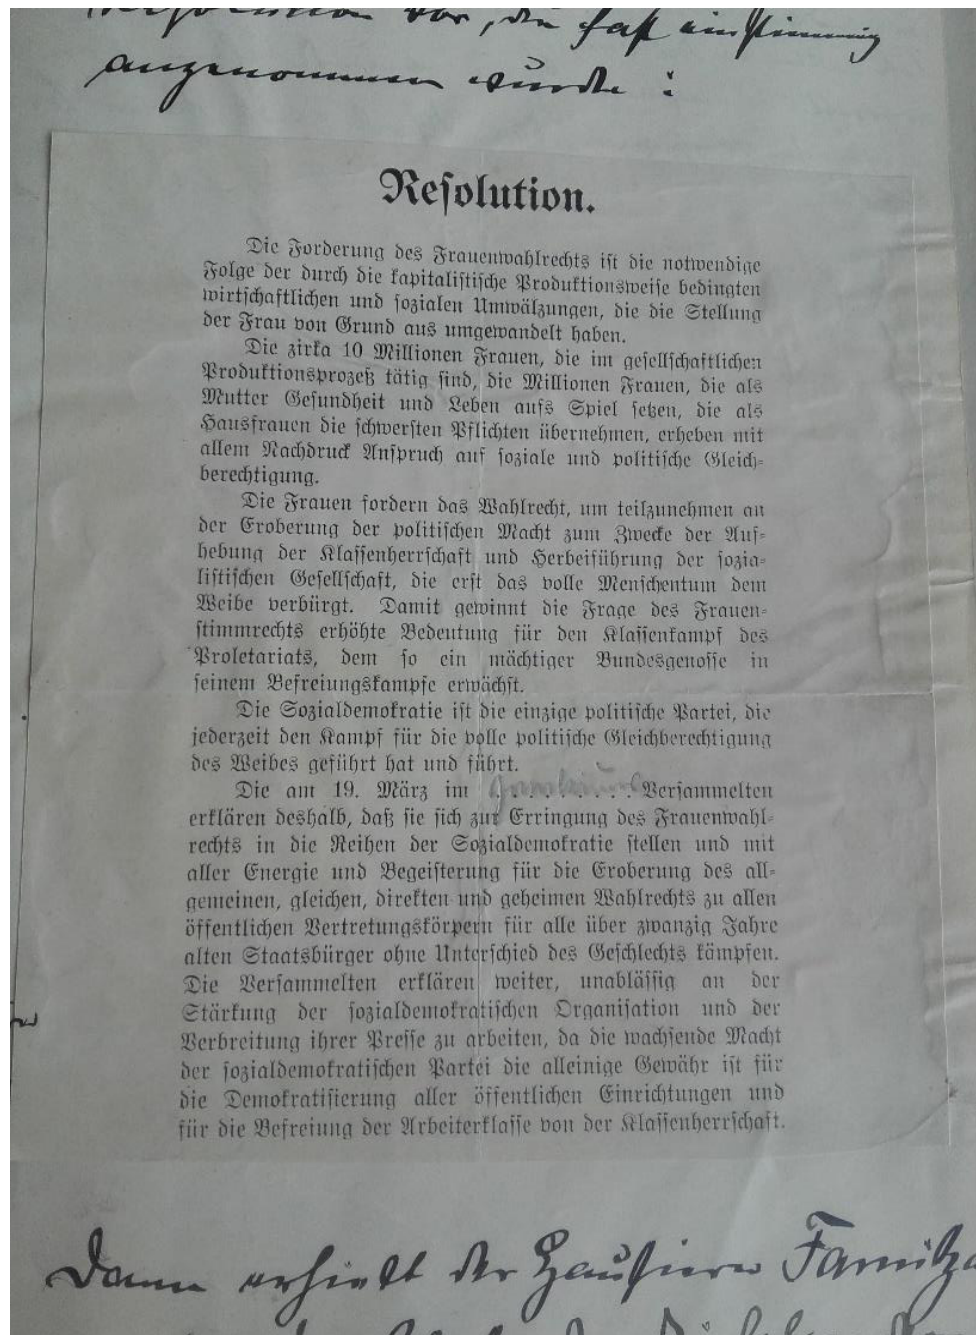 Resolution vor, die fast einstimmig
angenommen wurde:
Resolution.
Die Forderung des Frauenwahlrechts ist die notwendige
Folge der durch die kapitalistische Produktionsweise bedingten
wirtschaftlichen und sozialen Umwälzungen, die die Stellung
der Frau von Grund aus umgewandelt haben.
Die zirka 10 Millionen Frauen, die im gesellschaftlichen
Produktionsprozeß tätig sind, die Millionen Frauen, die als
Mutter Gesundheit und Leben aufs Spiel setzen, die als
Hausfrauen die schwersten Pflichten übernehmen, erheben mit
allem Nachdruck Anspruch auf soziale und politische Gleich-
berechtigung.
Die Frauen fordern das Wahlrecht, um teilzunehmen an
der Eroberung der politischen Macht zum Zwecke der Auf-
hebung der Klassenherrschaft und Herbeiführung der sozia-
listischen Gesellschaft, die erst das volle Menschentum dem
Weibe verbürgt. Damit gewinnt die Frage des Frauen-
stimmrechts erhöhte Bedeutung für den Klassenkampf des
Proletariats, dem so ein mächtiger Bundesgenosse in
seinem Befreiungskampfe erwächst.
Die Sozialdemokratie ist die einzige politische Partei, die
jederzeit den Kampf für die volle politische Gleichberechtigung
des Weibes geführt hat und führt.
Die am 19. März im .......... Versammelten
erklären deshalb, daß sie sich zur Erringung des Frauenwahl-
rechts in die Reihen der Sozialdemokratie stellen und mit
aller Energie und Begeisterung für die Eroberung des all-
gemeinen, gleichen, direkten und geheimen Wahlrechts zu allen
öffentlichen Vertretungskörpern für alle über zwanzig Jahre
alten Staatsbürger ohne Unterschied des Geschlechts kämpfen.
Die Versammelten erklären weiter, unablässig an der
Stärkung der sozialdemokratischen Organisation und der
Verbreitung ihrer Presse zu arbeiten, da die wachsende Macht
der sozialdemokratischen Partei die alleinige Gewähr ist für
die Demokratisierung aller öffentlichen Einrichtungen und
für die Befreiung der Arbeiterklasse von der Klassenherrschaft.
Dann erhielt der Hausierer